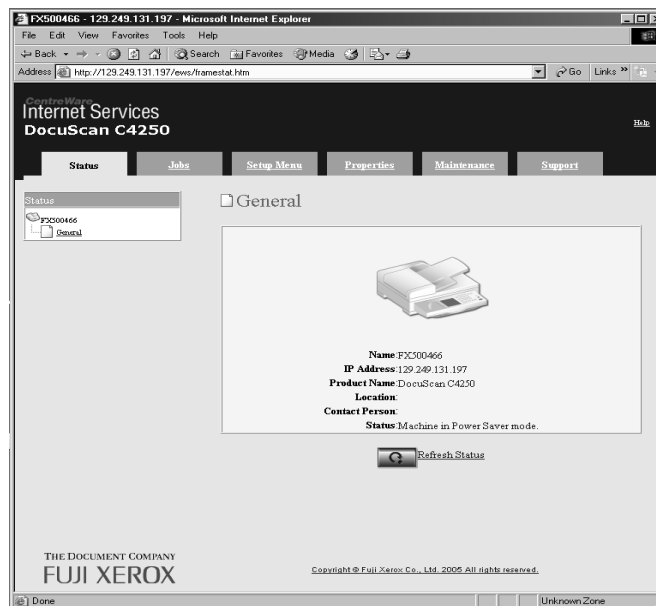 FX500466 - 129.249.131.197 - Microsoft Internet Explorer
File Edit View Favorites Tools Help
Back Search Favorites Media
Address http://129.249.131.197/ews/framestat.htm Go Links »
CentreWare
Internet Services
DocuScan C4250
Help
Status Jobs Setup Menu Properties Maintenance Support
Status
FX500466
General
General
Name:FX500466
IP Address:129.249.131.197
Product Name:DocuScan C4250
Location:
Contact Person:
Status:Machine in Power Saver mode.
Refresh Status
THE DOCUMENT COMPANY
FUJI XEROX
Copyright © Fuji Xerox Co., Ltd. 2005 All rights reserved.
Done Unknown Zone